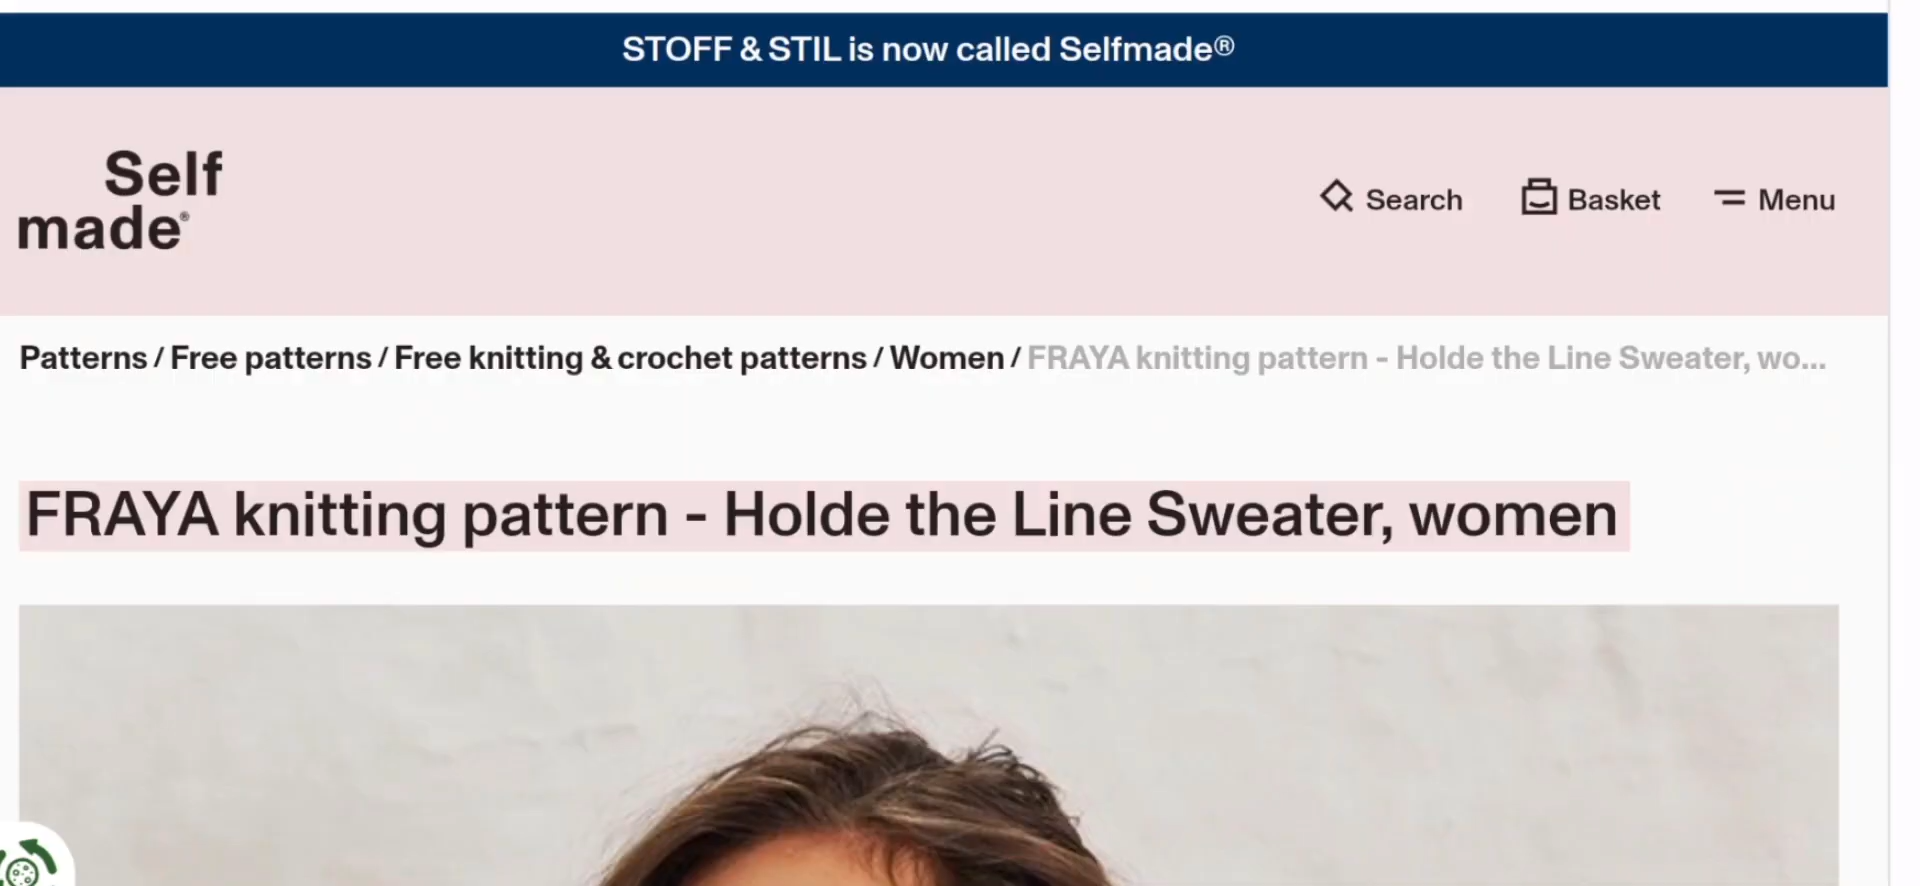 STOFF & STIL is now called Selfmade®
Self
made®
Search
Basket
Menu
Patterns / Free patterns / Free knitting & crochet patterns / Women / FRAYA knitting pattern - Holde the Line Sweater, wo...
FRAYA knitting pattern - Holde the Line Sweater, women